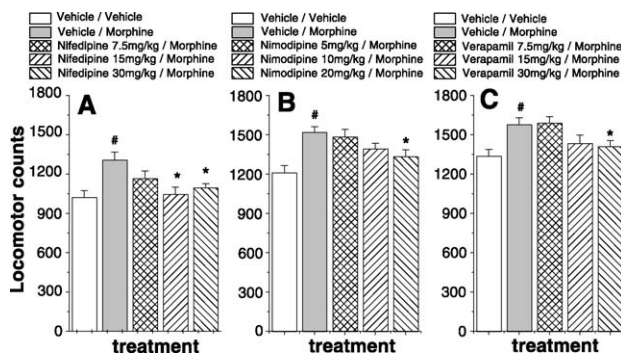 Vehicle / Vehicle
Vehicle / Morphine
Nifedipine 7.5mg/kg / Morphine
Nifedipine 15mg/kg / Morphine
Nifedipine 30mg/kg / Morphine
Vehicle / Vehicle
Vehicle / Morphine
Nimodipine 5mg/kg / Morphine
Nimodipine 10mg/kg / Morphine
Nimodipine 20mg/kg / Morphine
Vehicle / Vehicle
Vehicle / Morphine
Verapamil 7.5mg/kg / Morphine
Verapamil 15mg/kg / Morphine
Verapamil 30mg/kg / Morphine
Locomotor counts
1800
1500
1200
900
600
300
0
A
#
*
*
treatment
1800
1500
1200
900
600
300
0
B
#
*
treatment
1800
1500
1200
900
600
300
0
C
#
*
treatment